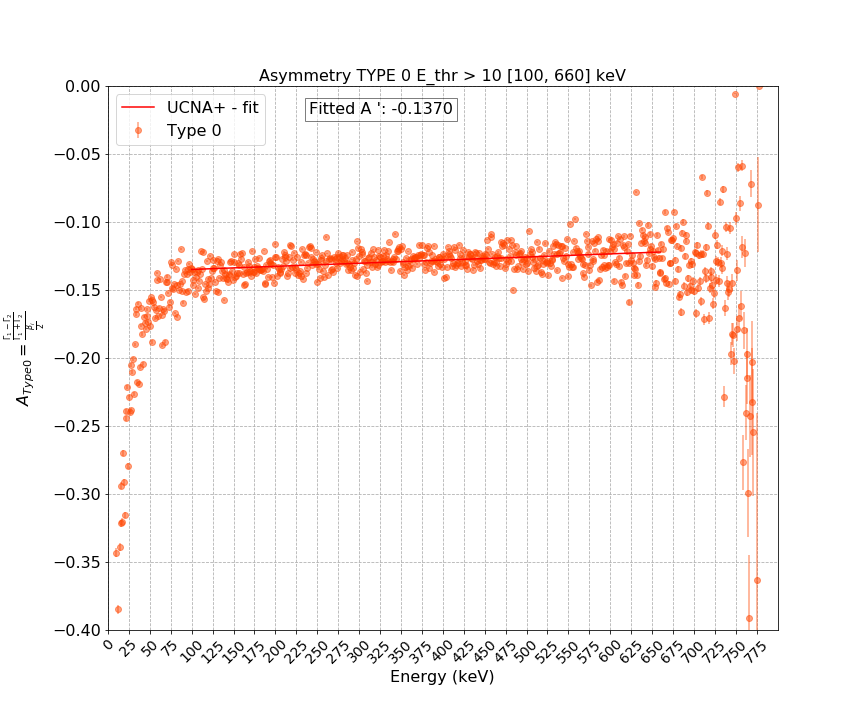 Asymmetry TYPE 0 E_thr > 10 [100, 660] keV
UCNA+ - fit
Type 0
Fitted A ': -0.1370
0.00
−0.05
−0.10
−0.15
−0.20
−0.25
−0.30
−0.35
−0.40
0 25 50 75 100 125 150 175 200 225 250 275 300 325 350 375 400 425 450 475 500 525 550 575 600 625 650 675 700 725 750 775
Energy (keV)
A_{Type0} =